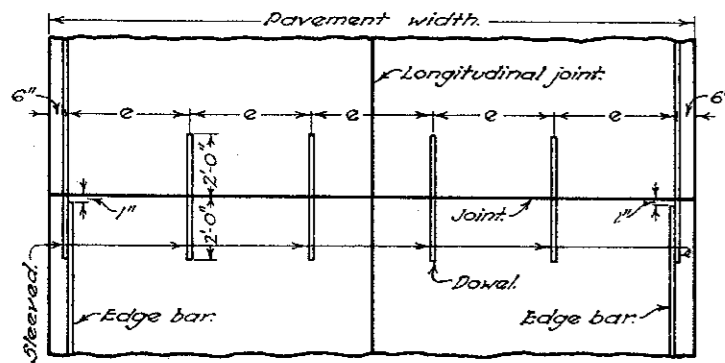 Pavement width.
Longitudinal joint.
6" e e e e e 6"
2'-0"
2'-0"
1" Joint. 1"
Sleeved.
Dowel.
Edge bar. Edge bar.